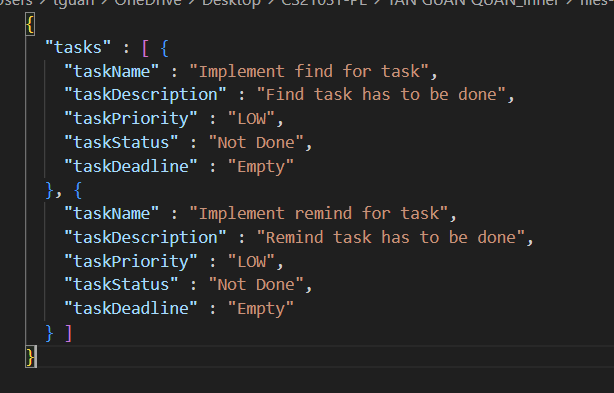 sers > tguan > OneDrive > Desktop > CS2103T-PE > TAN GUAN QUAN_inner > files-
{
"tasks" : [ {
"taskName" : "Implement find for task",
"taskDescription" : "Find task has to be done",
"taskPriority" : "LOW",
"taskStatus" : "Not Done",
"taskDeadline" : "Empty"
}, {
"taskName" : "Implement remind for task",
"taskDescription" : "Remind task has to be done",
"taskPriority" : "LOW",
"taskStatus" : "Not Done",
"taskDeadline" : "Empty"
} ]
}